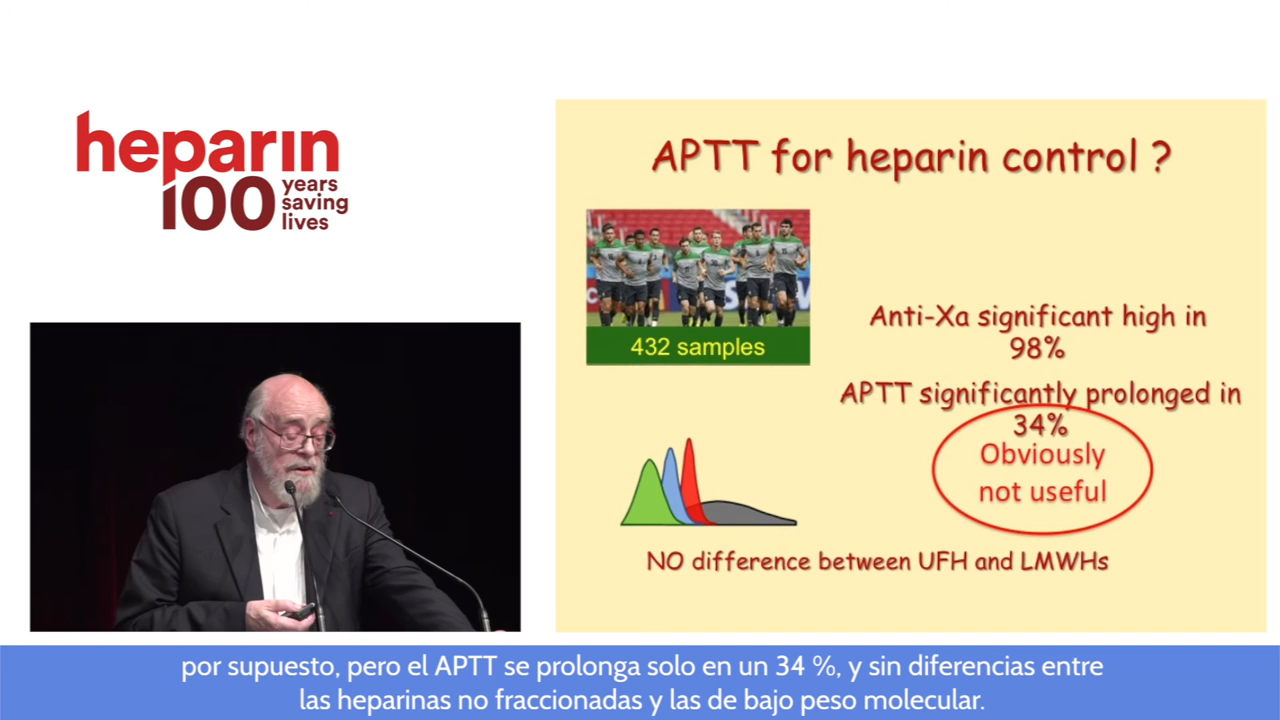 heparin
100 years
saving
lives
APTT for heparin control ?
432 samples
Anti-Xa significant high in
98%
APTT significantly prolonged in
34%
Obviously
not useful
NO difference between UFH and LMWHs
por supuesto, pero el APTT se prolonga solo en un 34 %, y sin diferencias entre
las heparinas no fraccionadas y las de bajo peso molecular.